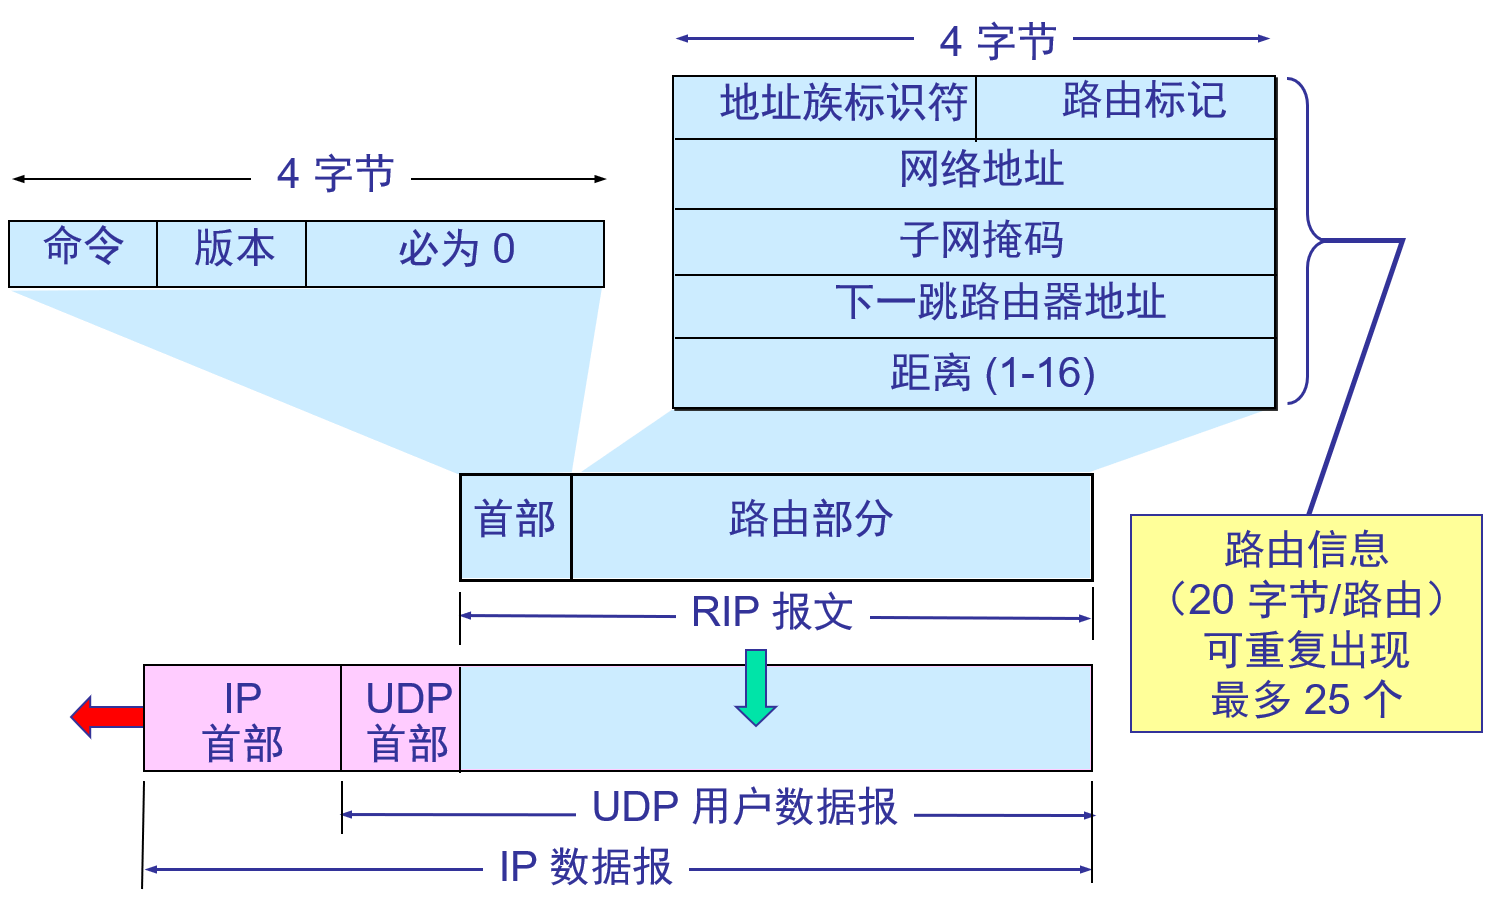 4 字节
地址族标识符
路由标记
网络地址
子网掩码
下一跳路由器地址
距离 (1-16)
4 字节
命令
版本
必为 0
首部
路由部分
RIP 报文
路由信息
（20 字节/路由）
可重复出现
最多 25 个
IP
首部
UDP
首部
UDP 用户数据报
IP 数据报